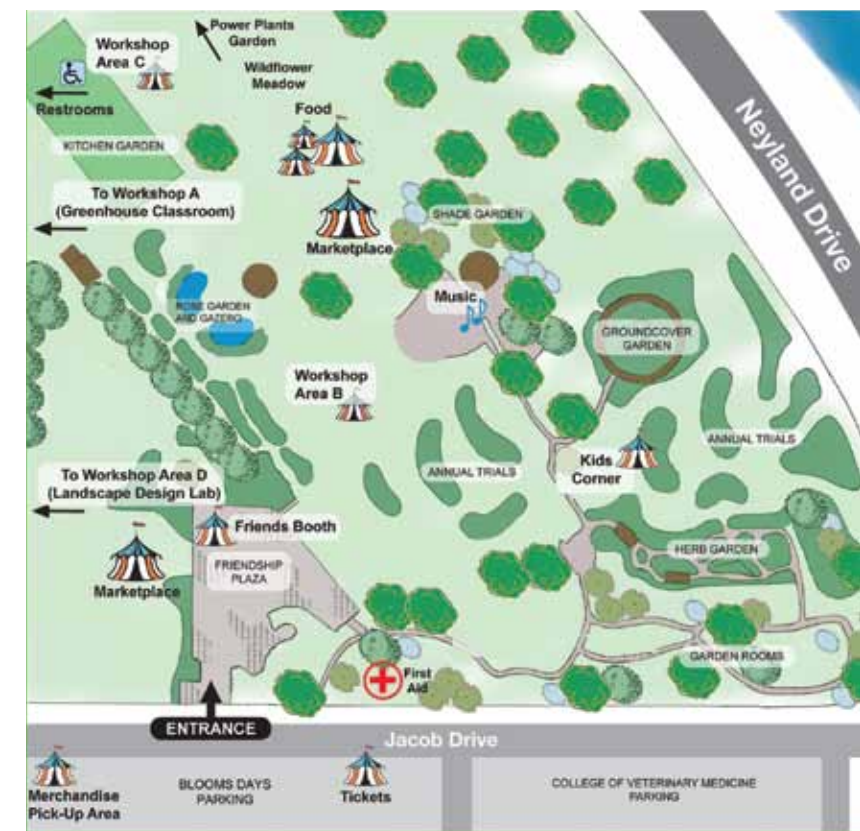 Power Plants
Garden
Wildflower
Meadow
Workshop
Area C
Restrooms
KITCHEN GARDEN
Food
Neyland Drive
To Workshop A
(Greenhouse Classroom)
Marketplace
SHADE GARDEN
Music
ROSE GARDEN
AND GAZEBO
GROUNDCOVER
GARDEN
Workshop
Area B
ANNUAL TRIALS
ANNUAL TRIALS
Kids
Corner
To Workshop Area D
(Landscape Design Lab)
Friends Booth
FRIENDSHIP
PLAZA
Marketplace
HERB GARDEN
GARDEN ROOMS
First
Aid
ENTRANCE
Jacob Drive
Merchandise
Pick-Up Area
BLOOMS DAYS
PARKING
Tickets
COLLEGE OF VETERINARY MEDICINE
PARKING